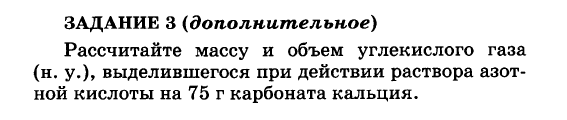 ЗАДАНИЕ 3 (дополнительное)
Рассчитайте массу и объем углекислого газа
(н. у.), выделившегося при действии раствора азот-
ной кислоты на 75 г карбоната кальция.